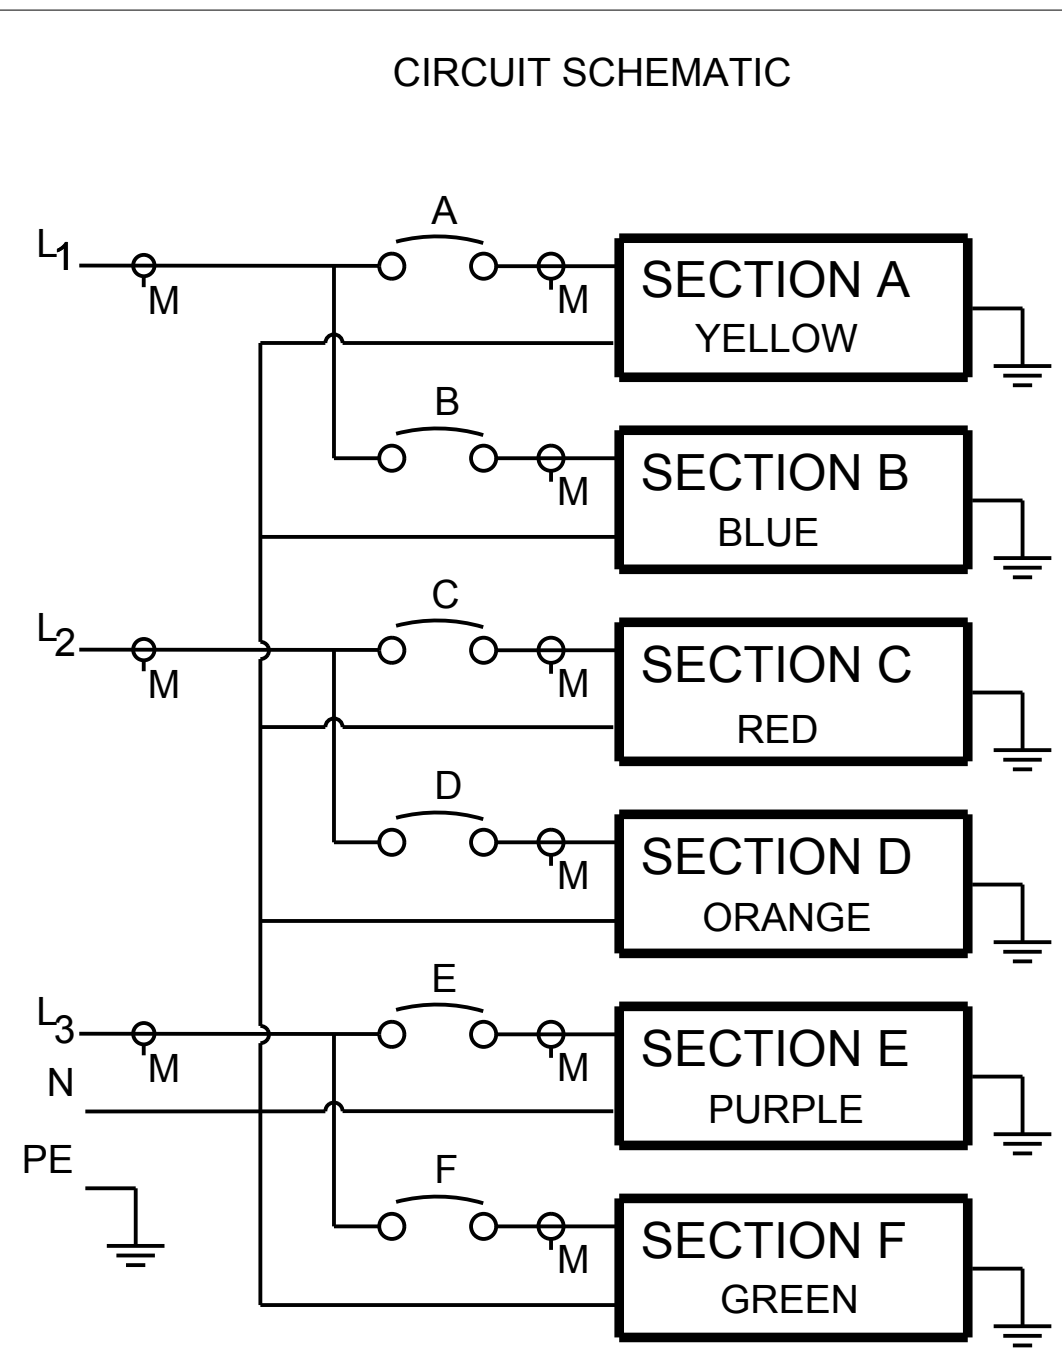 CIRCUIT SCHEMATIC
A
L1
M
M
SECTION A
YELLOW
B
M
SECTION B
BLUE
C
L2
M
M
SECTION C
RED
D
M
SECTION D
ORANGE
E
L3
M
M
SECTION E
N
PURPLE
PE
F
M
SECTION F
GREEN